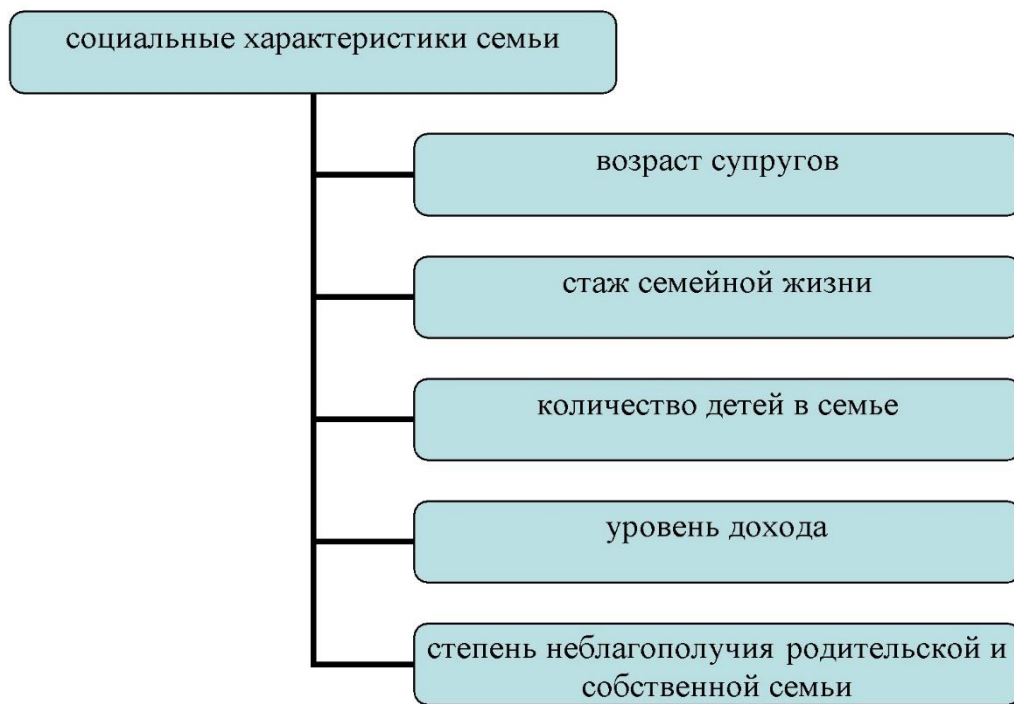 социальные характеристики семьи
возраст супругов
стаж семейной жизни
количество детей в семье
уровень дохода
степень неблагополучия родительской и
собственной семьи